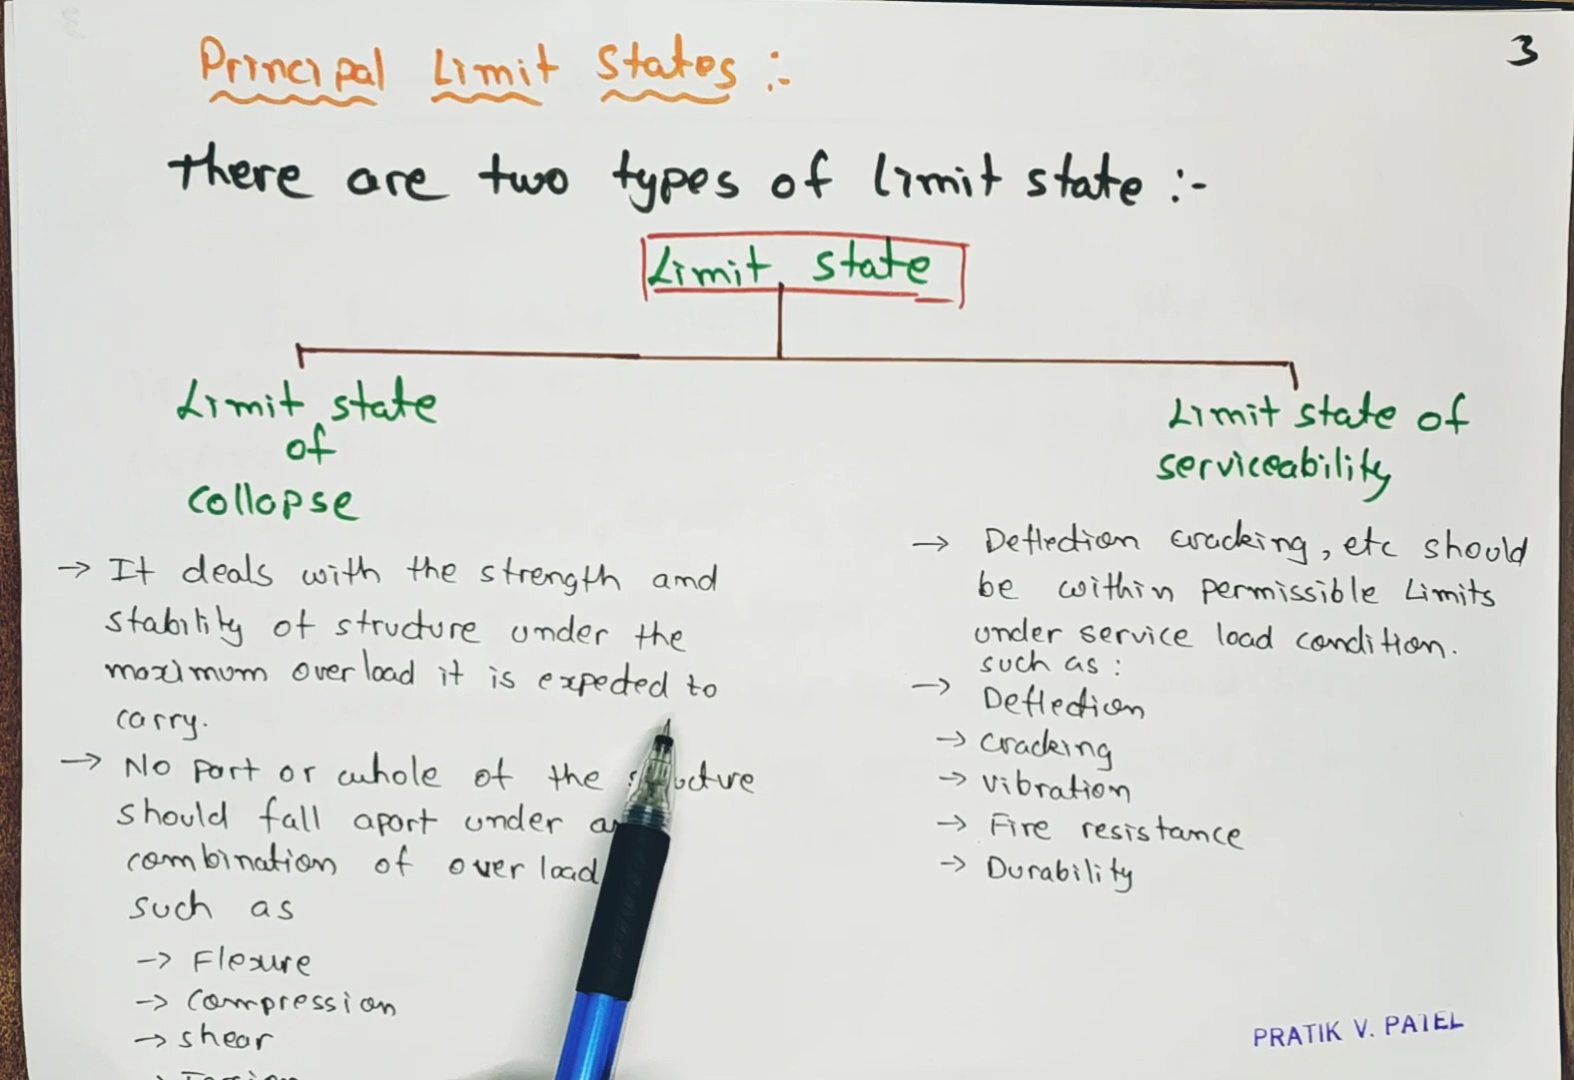 3
Principal Limit States :-
There are two types of limit state :-
Limit state
Limit state
of
collapse
→ It deals with the strength and
stability of structure under the
maximum over load it is expected to
carry.
→ No part or whole of the
should fall apart under
combination of over load
such as
→ Flexure
→ compression
→ shear
Limit state of
serviceability
→ Deflection cracking, etc should
be within permissible Limits
under service load condition.
such as :
→ Deflection
→ cracking
→ vibration
→ Fire resistance
→ Durability
PRATIK V. PATEL